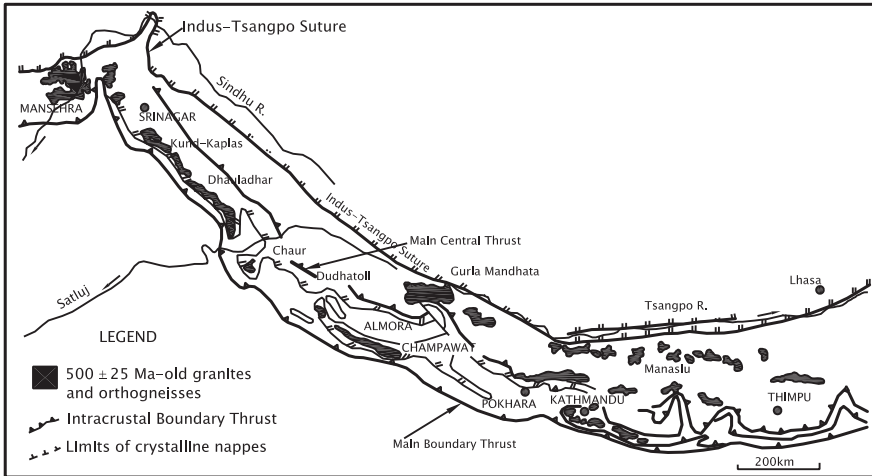 Indus-Tsangpo Suture
Sindhu R.
MANSEHRA
SRINAGAR
Kund-Kaplas
Dhauladhar
Indus-Tsangpo Suture
Main Central Thrust
Chaur
Dudhatoll
Gurla Mandhata
Lhasa
Satluj
Tsangpo R.
ALMORA
CHAMPAWAT
Manaslu
POKHARA
KATHMANDU
THIMPU
Main Boundary Thrust
LEGEND
500 ± 25 Ma-old granites
and orthogneisses
Intracrustal Boundary Thrust
Limits of crystalline nappes
200km